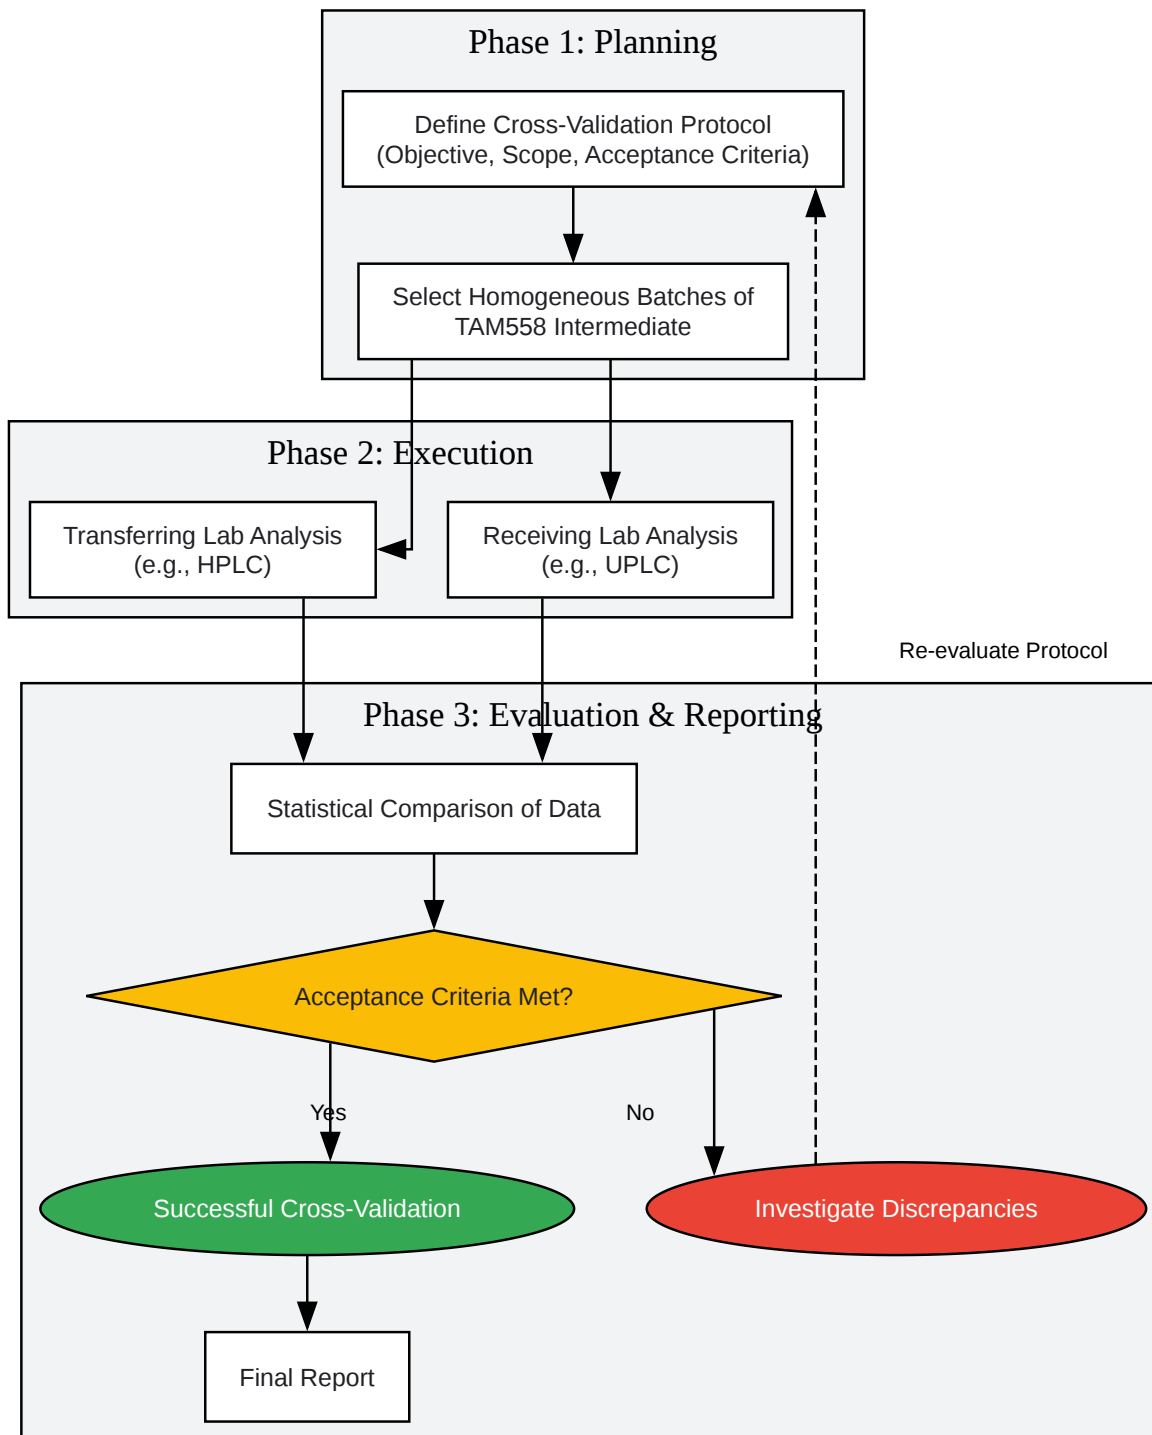 Phase 1: Planning
Define Cross-Validation Protocol
(Objective, Scope, Acceptance Criteria)
Select Homogeneous Batches of
TAM558 Intermediate
Phase 2: Execution
Transferring Lab Analysis
(e.g., HPLC)
Receiving Lab Analysis
(e.g., UPLC)
Re-evaluate Protocol
Phase 3: Evaluation & Reporting
Statistical Comparison of Data
Acceptance Criteria Met?
Yes
No
Successful Cross-Validation
Investigate Discrepancies
Final Report